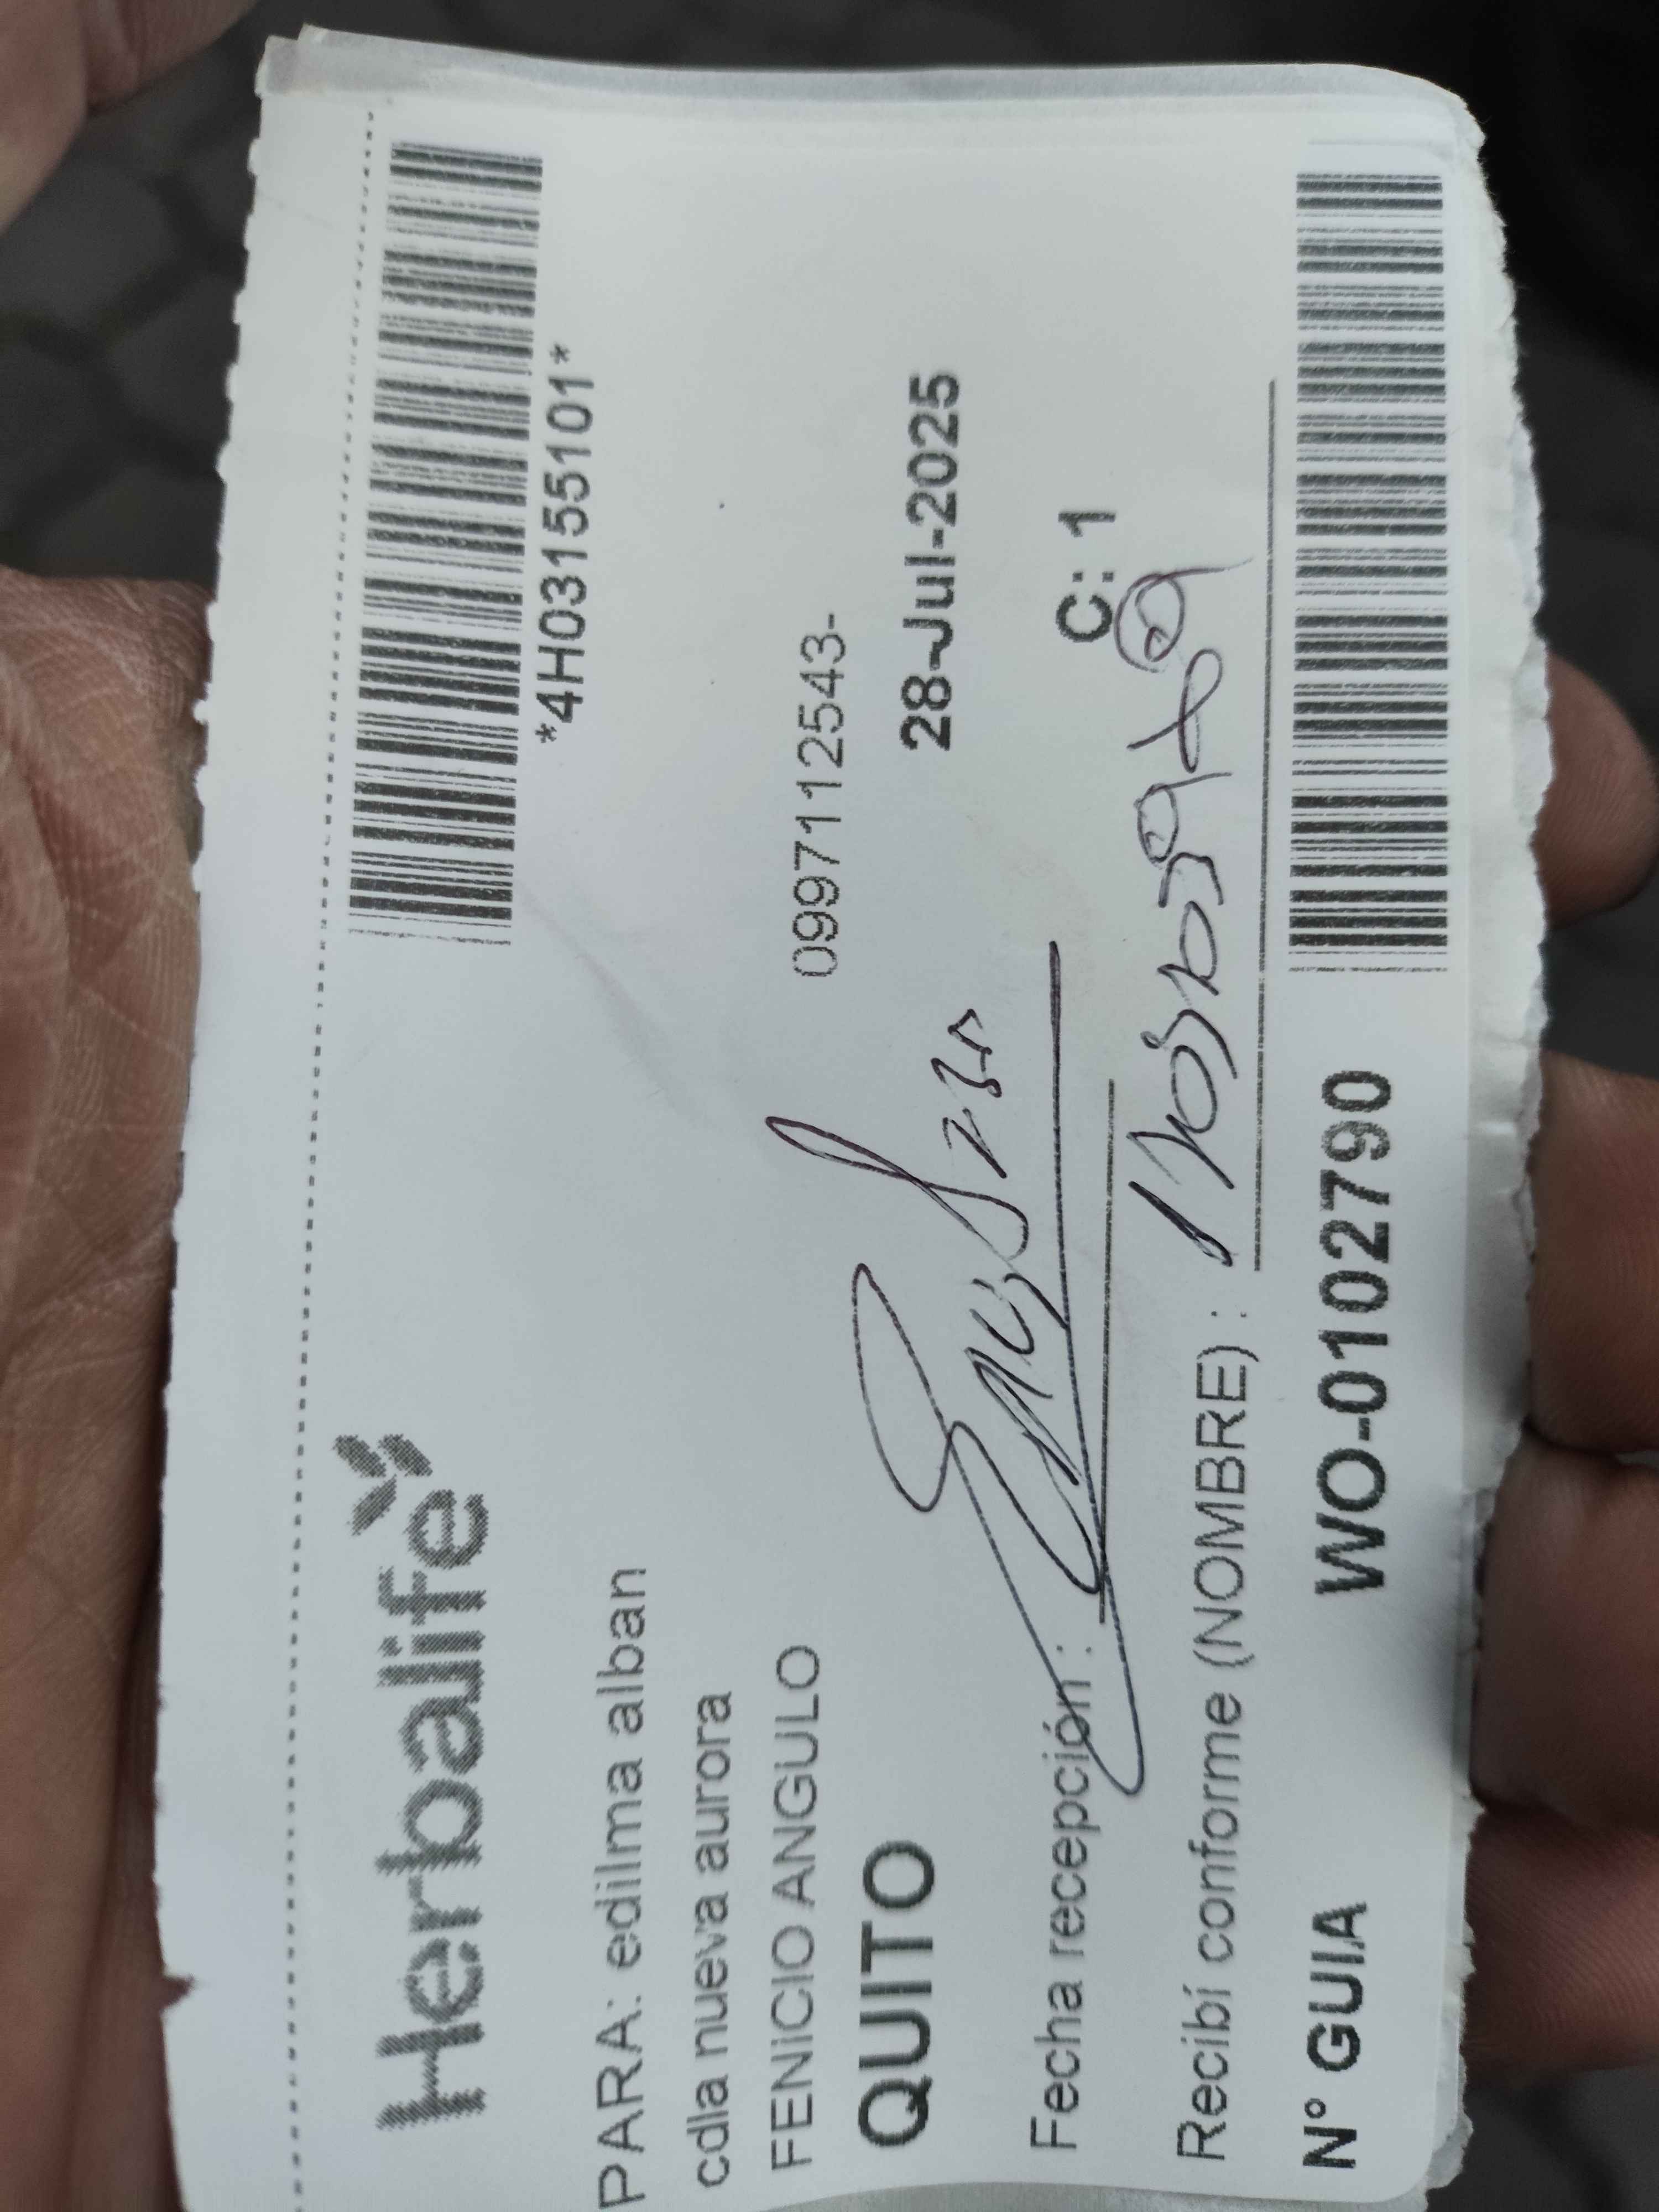 Herbalife
*4H03155101*
PARA: edilma alban
cdla nueva aurora
FENICIO ANGULO 0997112543-
QUITO 28-Jul-2025
Fecha recepción :
C: 1
Recibí conforme (NOMBRE) :
N° GUIA WO-0102790